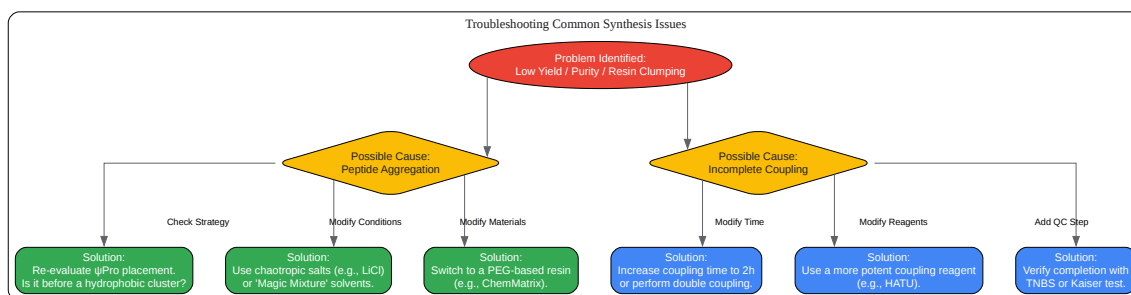 Troubleshooting Common Synthesis Issues
Problem Identified:
Low Yield / Purity / Resin Clumping
Possible Cause:
Peptide Aggregation
Possible Cause:
Incomplete Coupling
Check Strategy
Modify Conditions
Modify Materials
Modify Time
Modify Reagents
Add QC Step
Solution:
Re-evaluate ψPro placement.
Is it before a hydrophobic cluster?
Solution:
Use chaotropic salts (e.g., LiCl)
or 'Magic Mixture' solvents.
Solution:
Switch to a PEG-based resin
(e.g., ChemMatrix).
Solution:
Increase coupling time to 2h
or perform double coupling.
Solution:
Use a more potent coupling reagent
(e.g., HATU).
Solution:
Verify completion with
TNBS or Kaiser test.